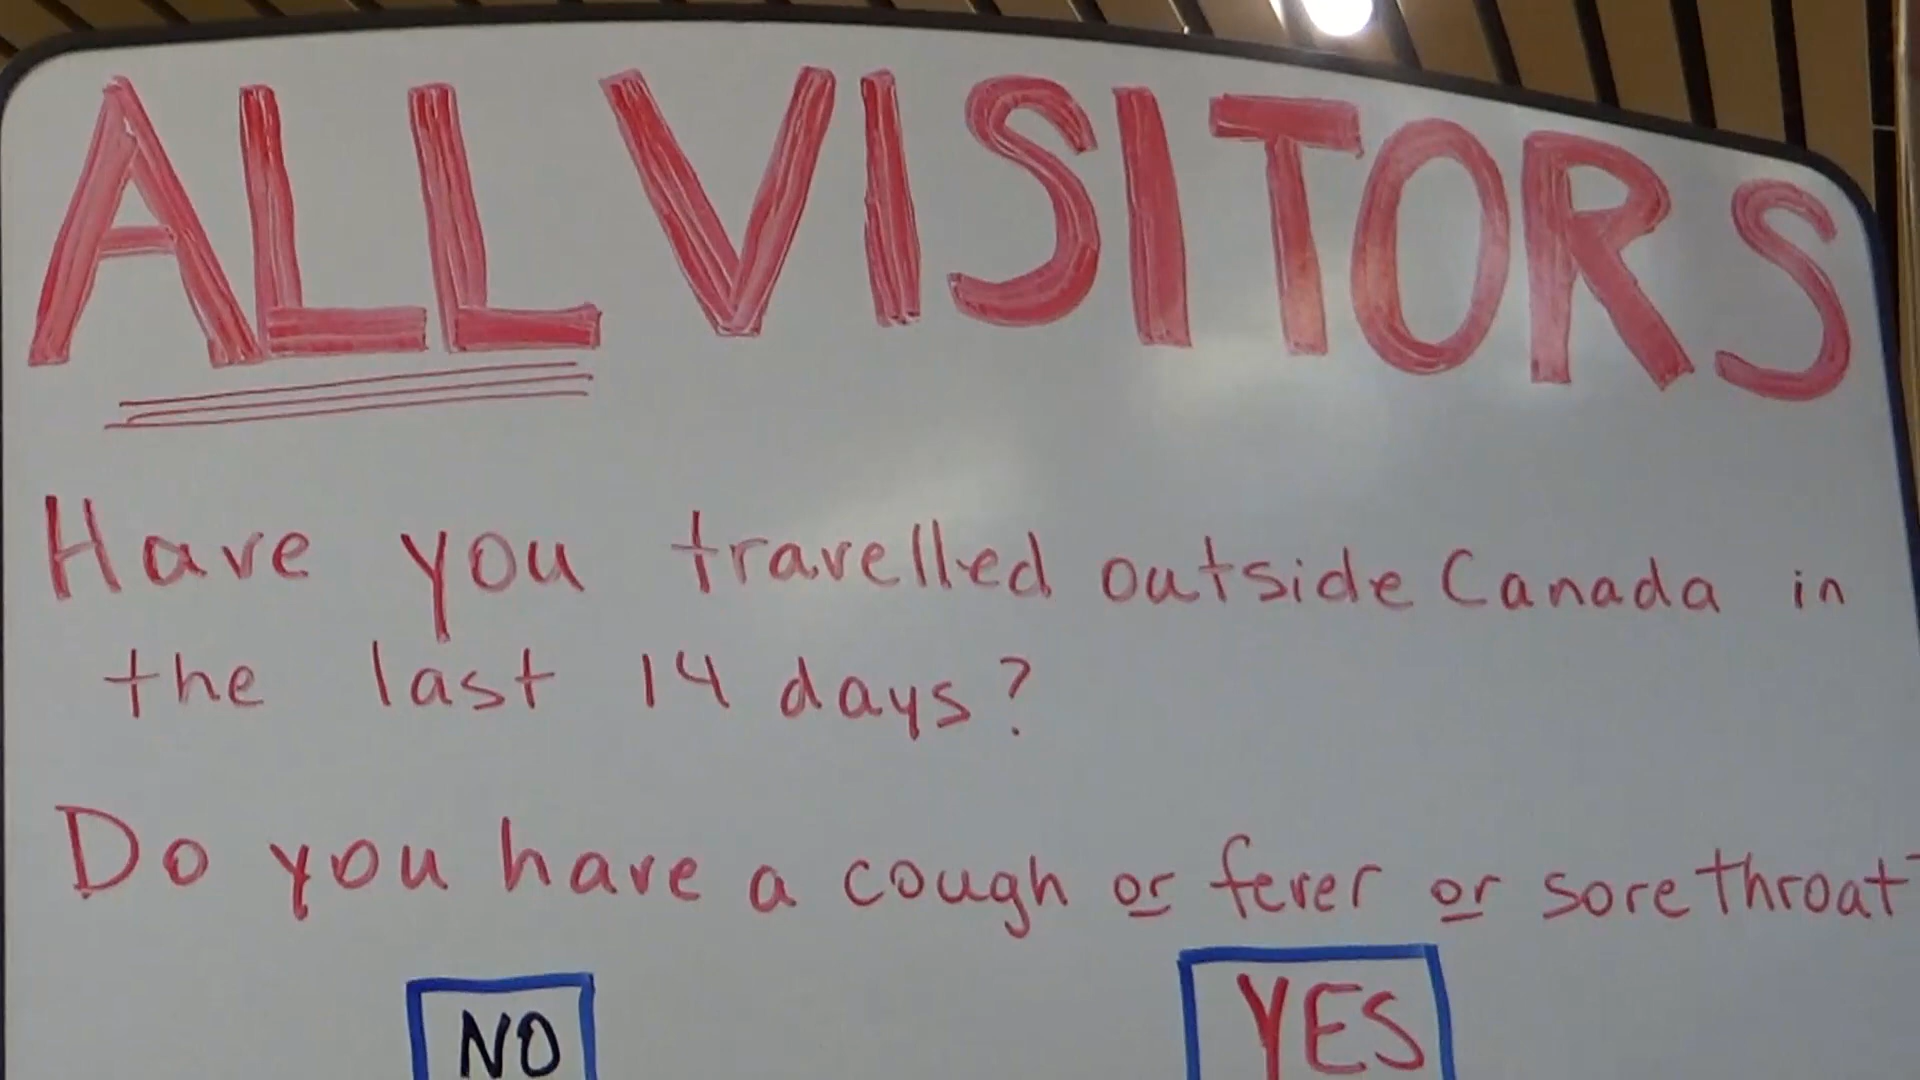 ALL VISITORS
Have you travelled outside Canada in
the last 14 days?
Do you have a cough or fever or sore throat?
NO YES